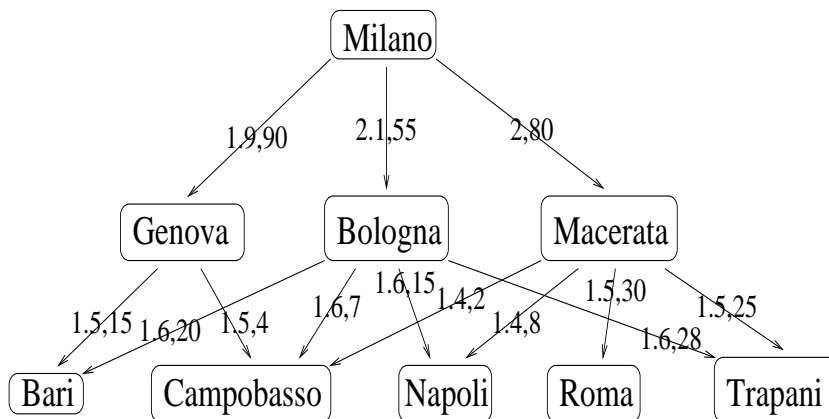 Milano
1.9,90
2.1,55
2,80
Genova
Bologna
Macerata
1.5,15
1.6,20
1.5,4
1.6,7
1.6,15
1.4,2
1.4,8
1.5,30
1.6,28
1.5,25
Bari
Campobasso
Napoli
Roma
Trapani